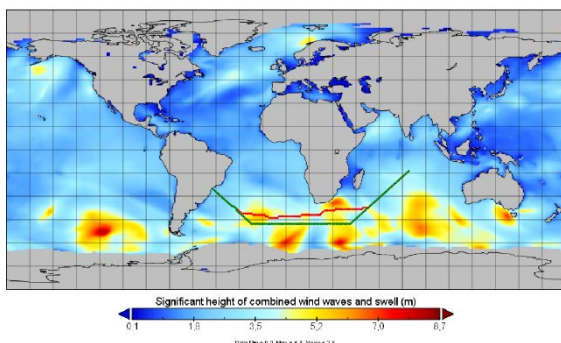 Significant height of combined wind waves and swell (m)
0.1 1,8 3,5 5,2 7,0 8,7